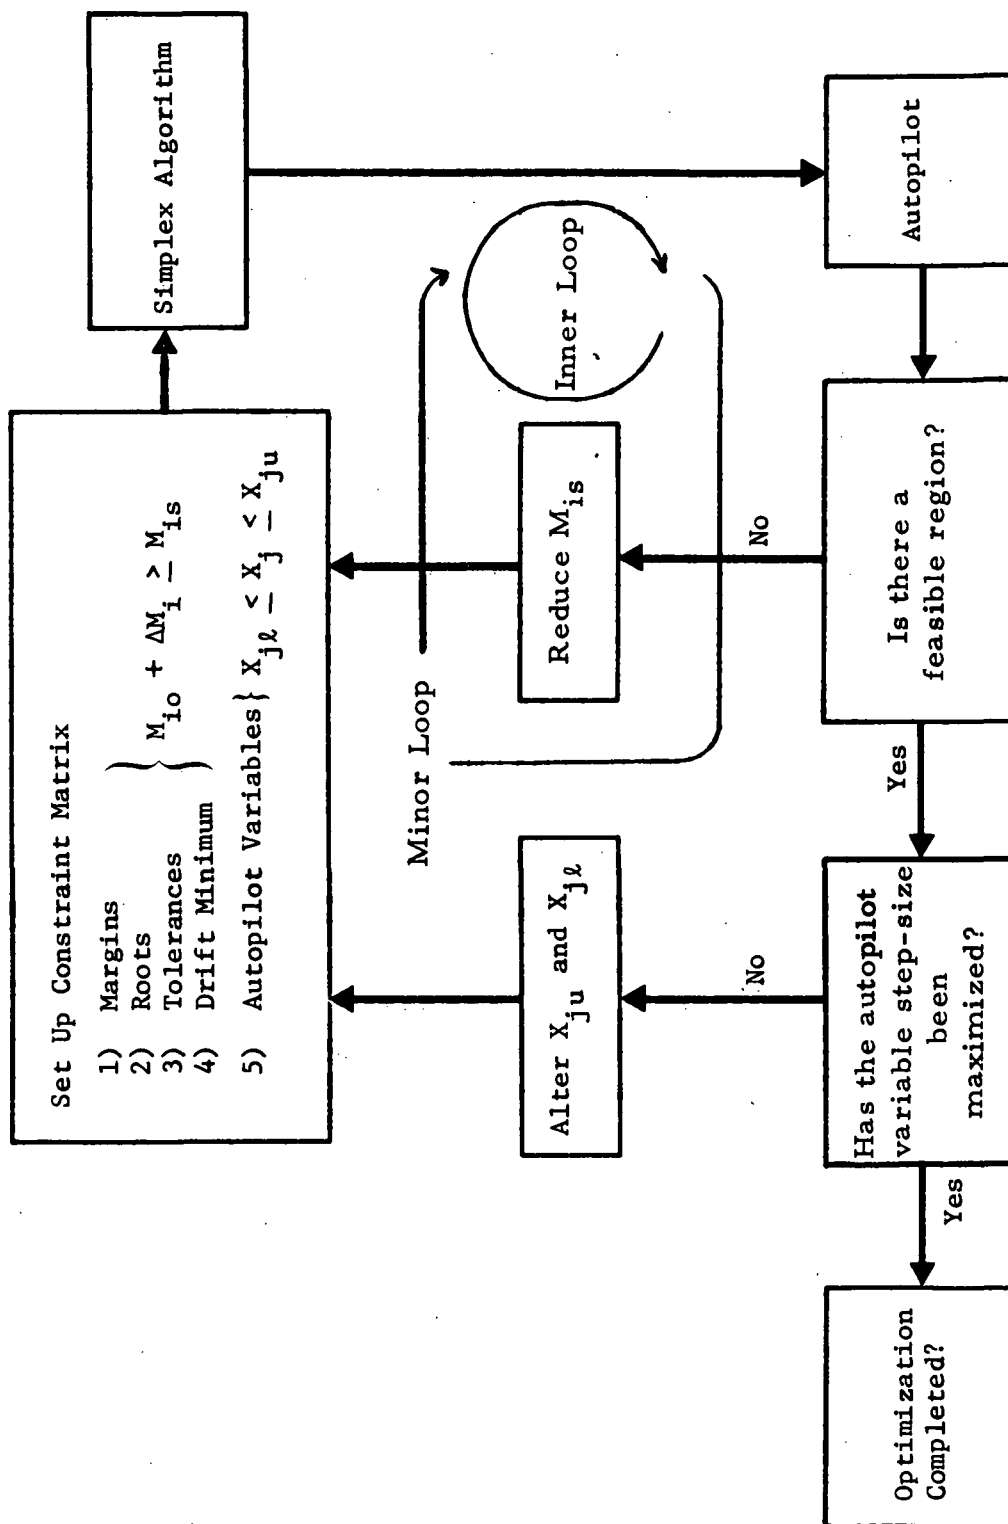 Set Up Constraint Matrix
1) Margins
2) Roots
3) Tolerances
4) Drift Minimum
} M_io + ΔM_i ≥ M_is
5) Autopilot Variables} X_jℓ ≤ X_j ≤ X_ju
Simplex Algorithm
Minor Loop
Inner Loop
Alter X_ju and X_jℓ
Reduce M_is
No
No
Optimization
Completed?
Yes
Has the autopilot
variable step-size
been
maximized?
Yes
Is there a
feasible region?
Autopilot